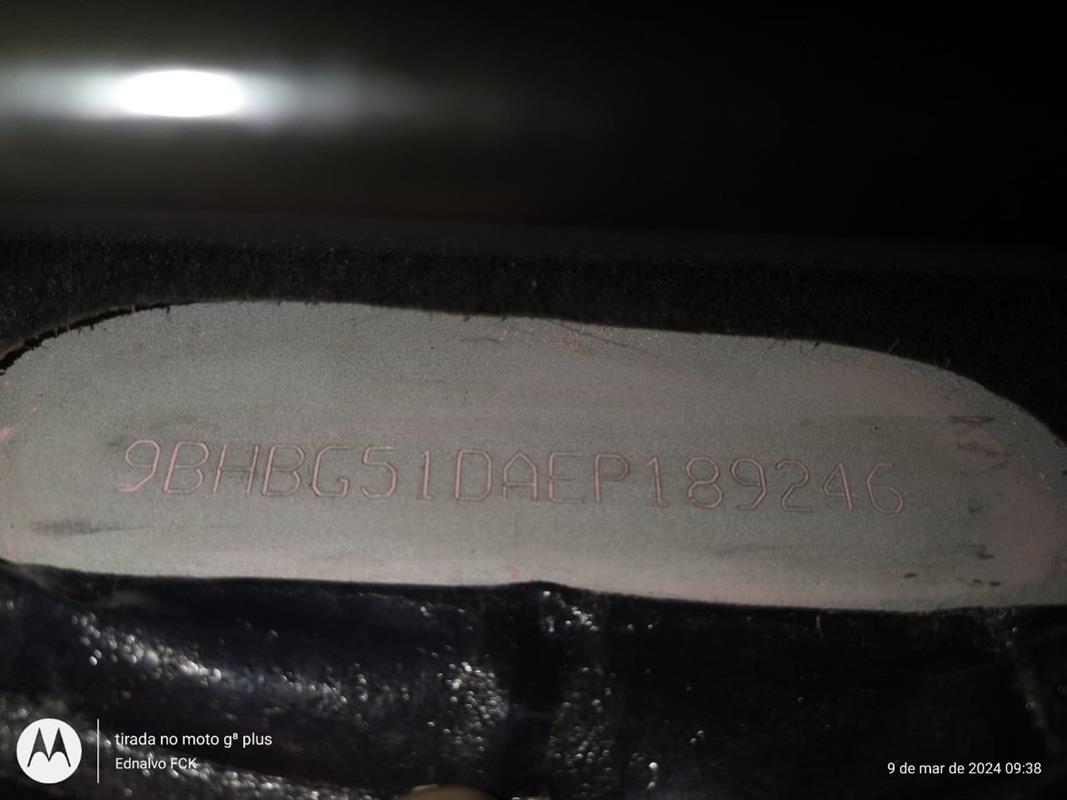 9BHBG51DAEP189246
tirada no moto g⁸ plus
Ednalvo FCK
9 de mar de 2024 09:38